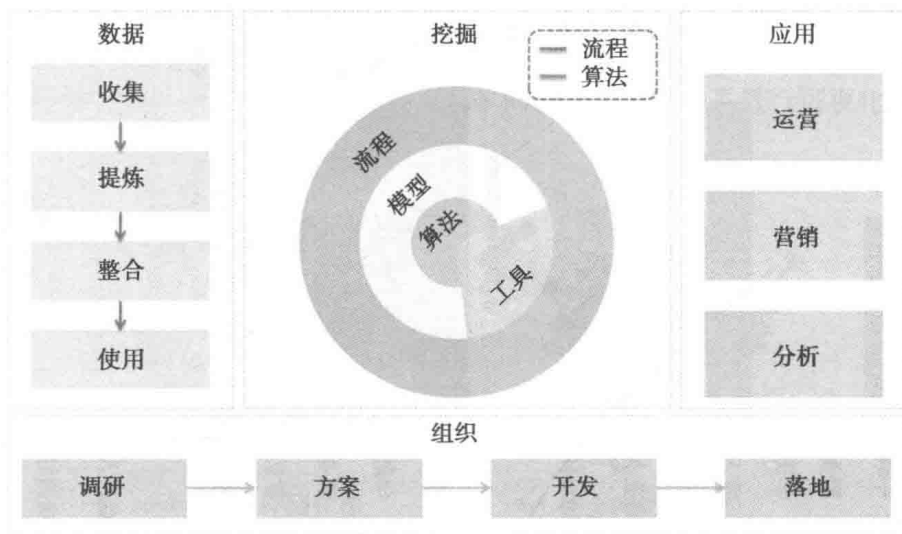 数据
收集
提炼
整合
使用
挖掘
流程
算法
流程
模型
算法
工具
应用
运营
营销
分析
组织
调研
方案
开发
落地